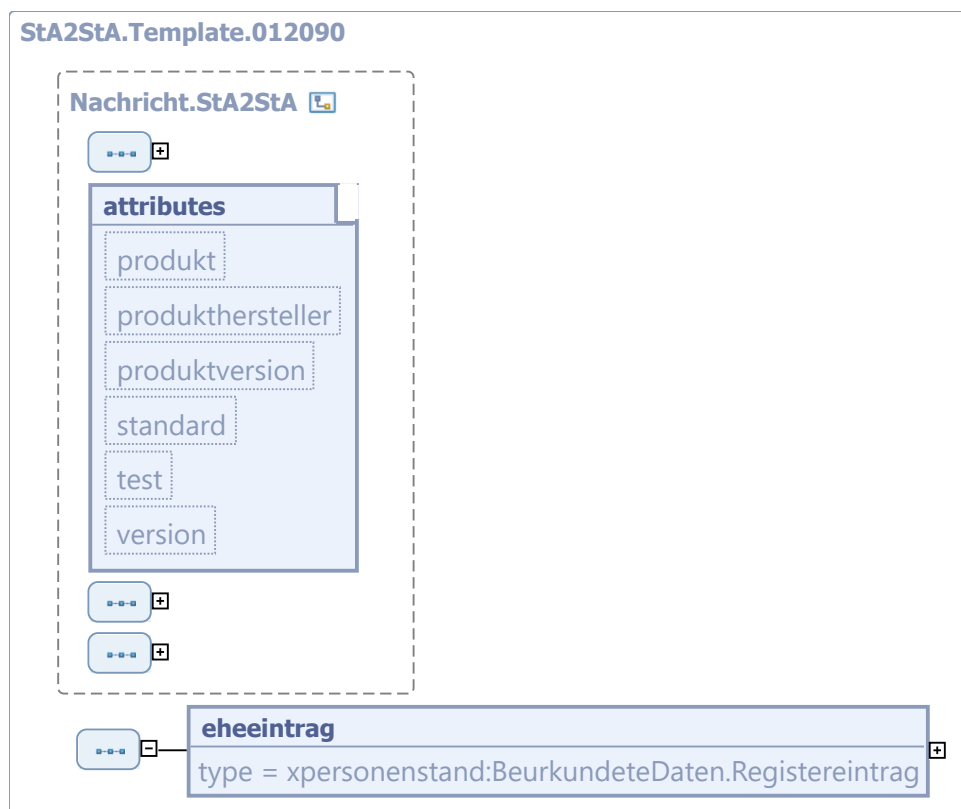 StA2StA.Template.012090
Nachricht.StA2StA
attributes
produkt
produkthersteller
produktversion
standard
test
version
eheeintrag
type = xpersonenstand:BeurkundeteDaten.Registereintrag